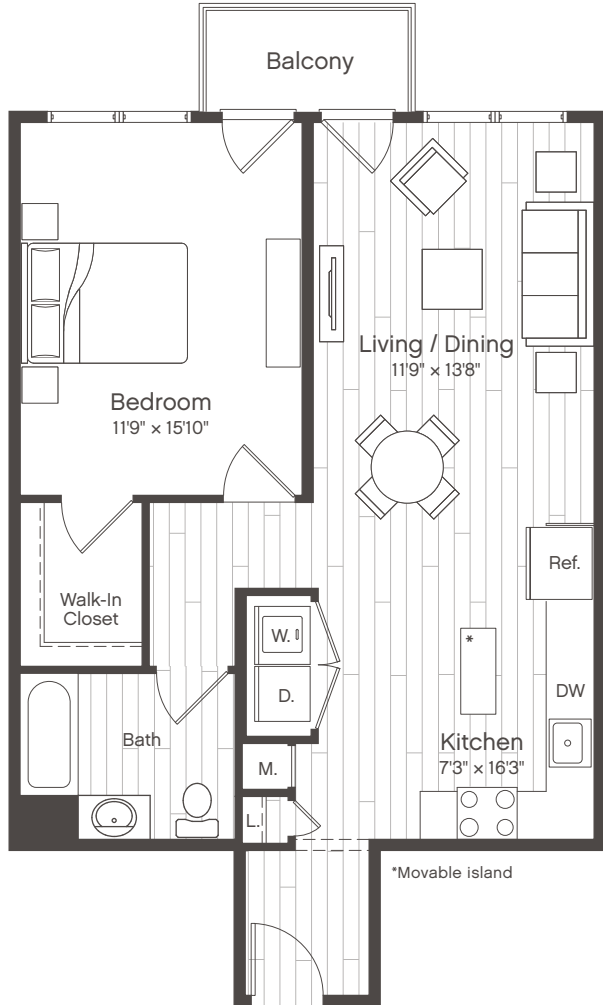 Balcony
Living / Dining
11'9" × 13'8"
Bedroom
11'9" × 15'10"
Ref.
Walk-In
Closet
W.
*
D.
DW
Bath
Kitchen
7'3" × 16'3"
M.
L.
*Movable island